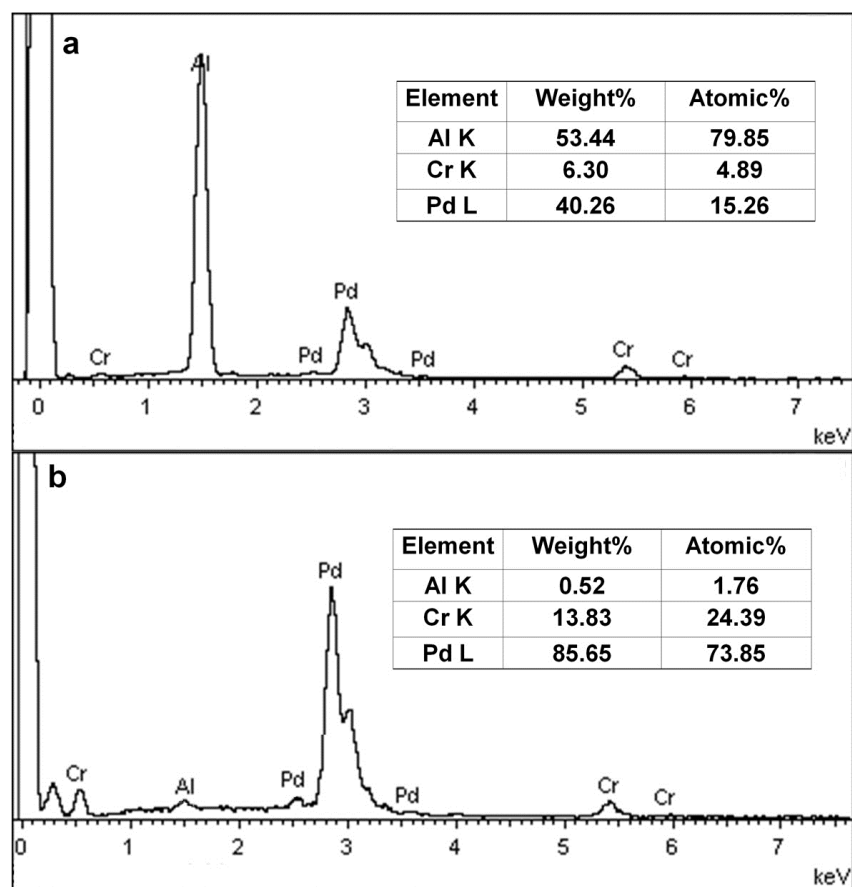 a
Al
Element Weight% Atomic%
Al K 53.44 79.85
Cr K 6.30 4.89
Pd L 40.26 15.26
Pd
Cr Pd Pd Cr Cr
0 1 2 3 4 5 6 7
keV
b
Element Weight% Atomic%
Al K 0.52 1.76
Cr K 13.83 24.39
Pd L 85.65 73.85
Pd
Cr Al Pd Pd Cr Cr
0 1 2 3 4 5 6 7
keV